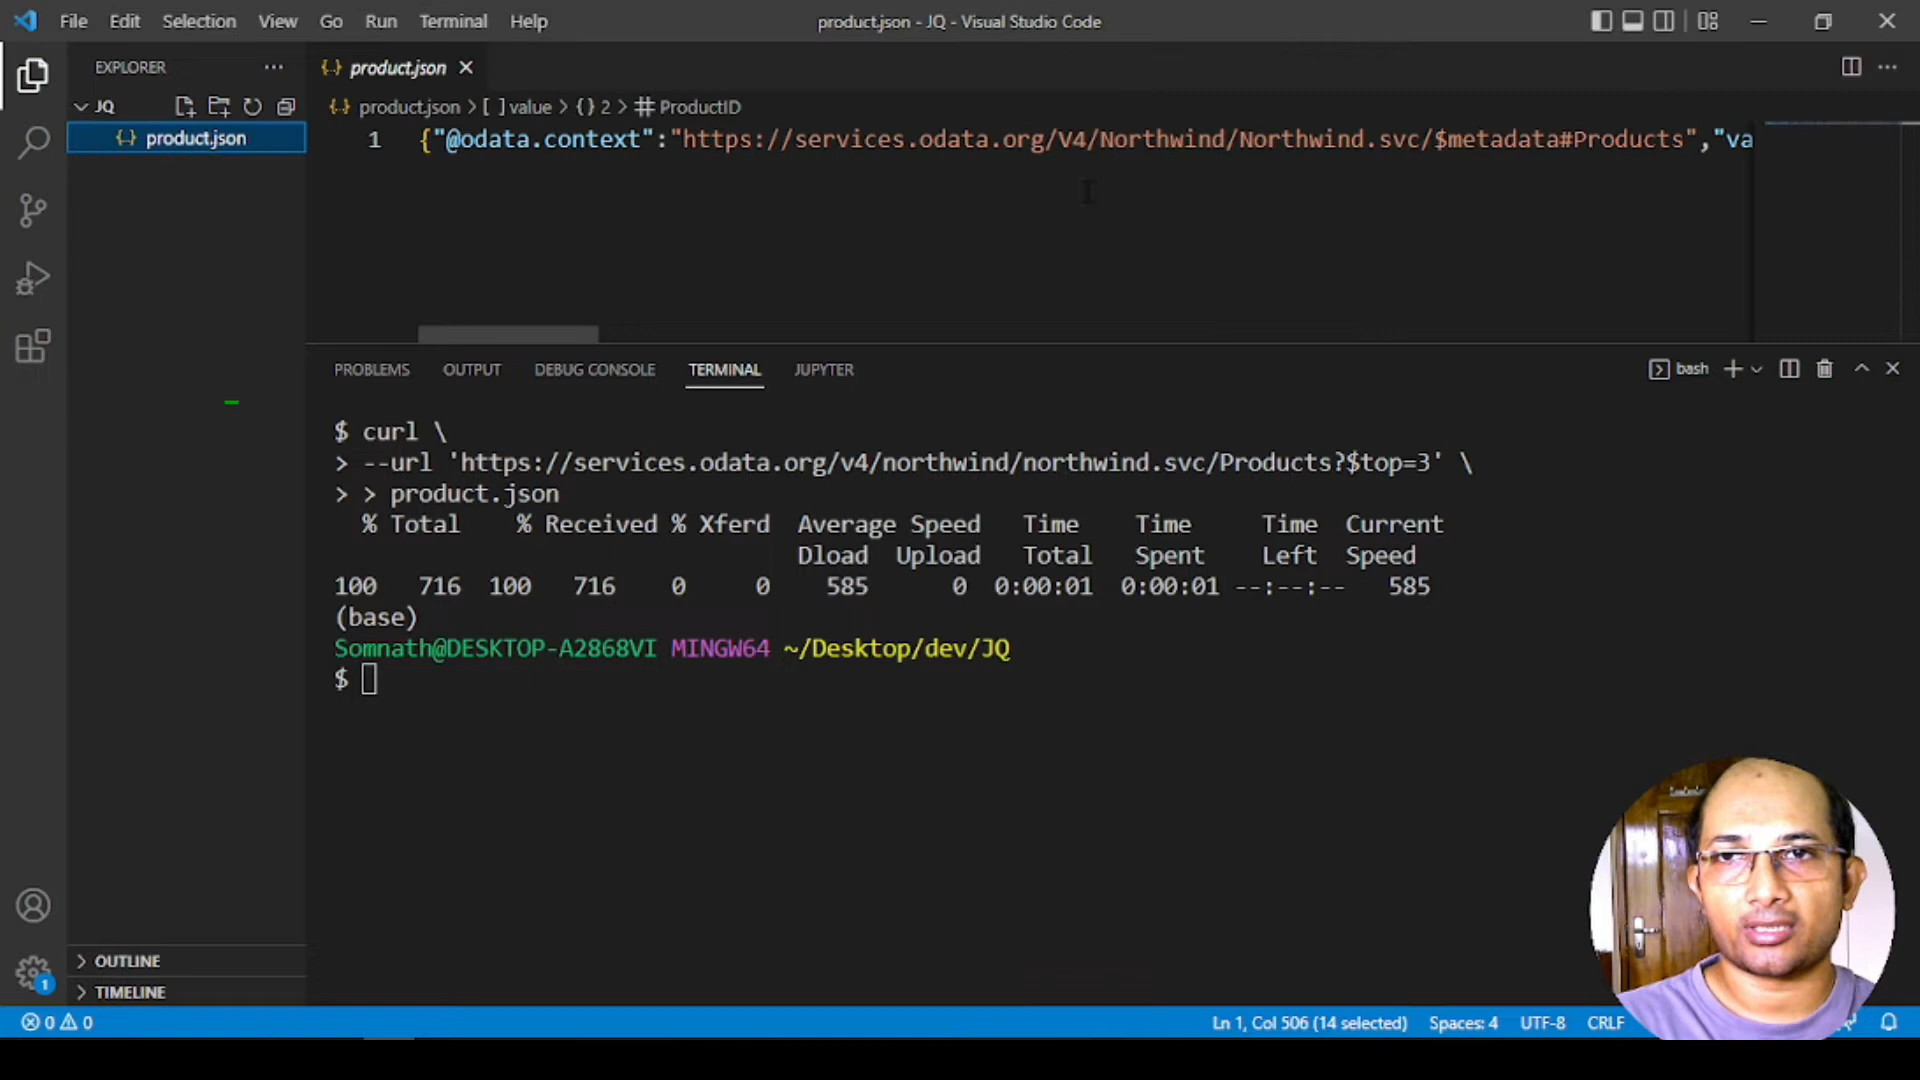 File Edit Selection View Go Run Terminal Help
product.json - JQ - Visual Studio Code
EXPLORER
product.json
JQ
product.json
product.json > [ ] value > {} 2 > ProductID
1 {"@odata.context":"https://services.odata.org/V4/Northwind/Northwind.svc/$metadata#Products","va
PROBLEMS OUTPUT DEBUG CONSOLE TERMINAL JUPYTER
bash
$ curl \
> --url 'https://services.odata.org/v4/northwind/northwind.svc/Products?$top=3' \
> > product.json
% Total % Received % Xferd Average Speed Time Time Time Current
Dload Upload Total Spent Left Speed
100 716 100 716 0 0 585 0 0:00:01 0:00:01 --:--:-- 585
(base)
Somnath@DESKTOP-A2868VI MINGW64 ~/Desktop/dev/JQ
$
OUTLINE
1
TIMELINE
0 0
Ln 1, Col 506 (14 selected) Spaces: 4 UTF-8 CRLF